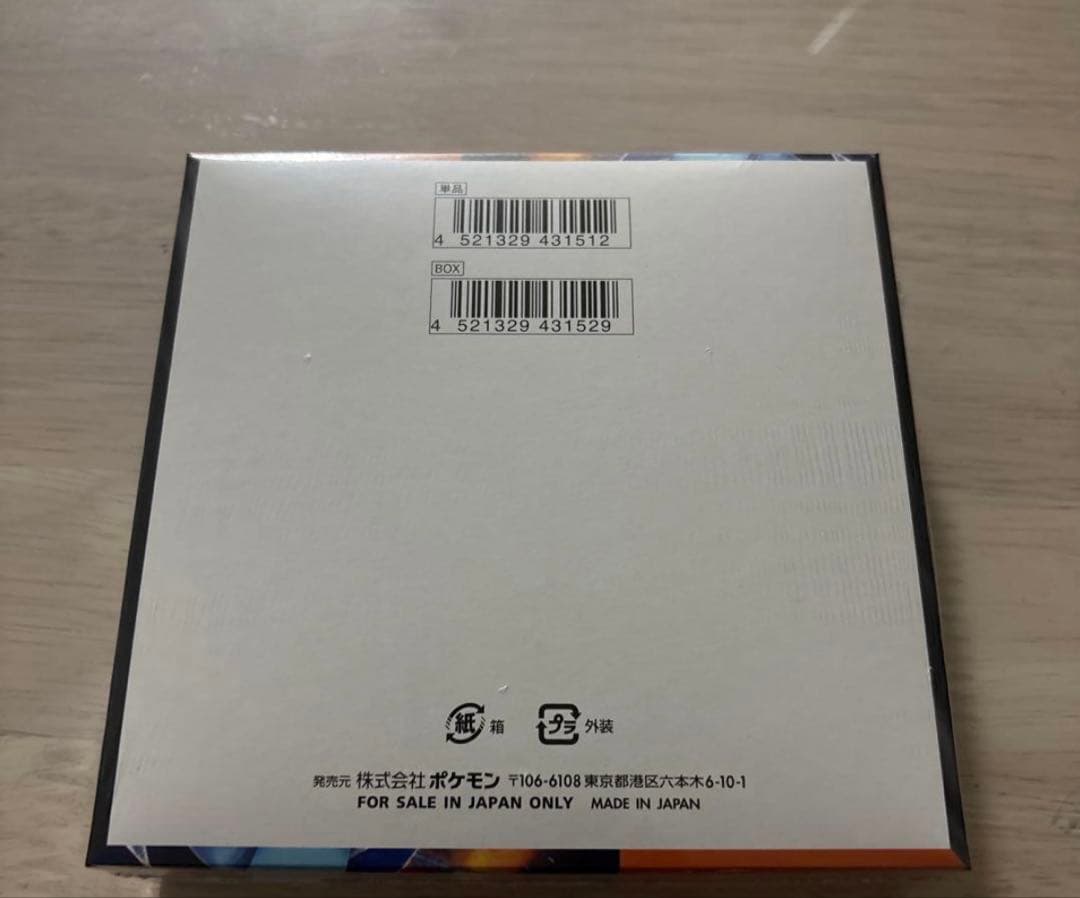 単品
4 521329 431512
BOX
4 521329 431529
紙 箱 プラ 外装
発売元 株式会社ポケモン 〒106-6108 東京都港区六本木6-10-1
FOR SALE IN JAPAN ONLY MADE IN JAPAN